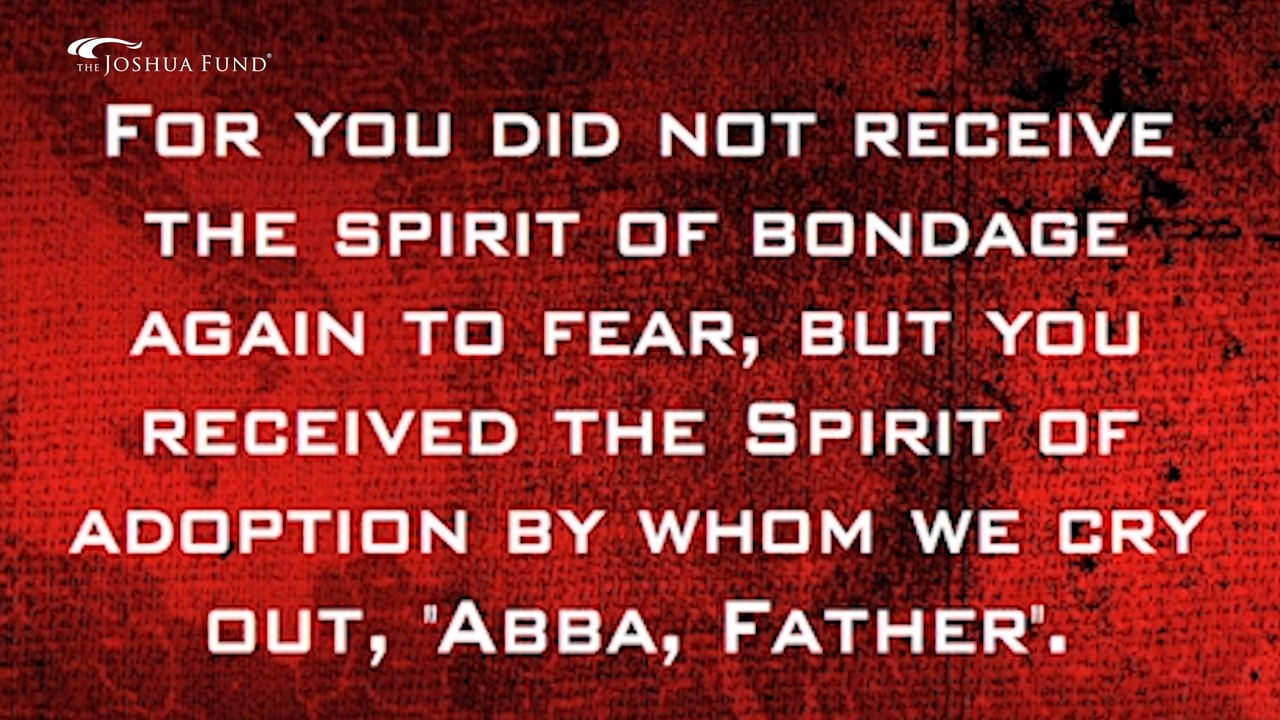 THE JOSHUA FUND®
FOR YOU DID NOT RECEIVE
THE SPIRIT OF BONDAGE
AGAIN TO FEAR, BUT YOU
RECEIVED THE SPIRIT OF
ADOPTION BY WHOM WE CRY
OUT, "ABBA, FATHER".